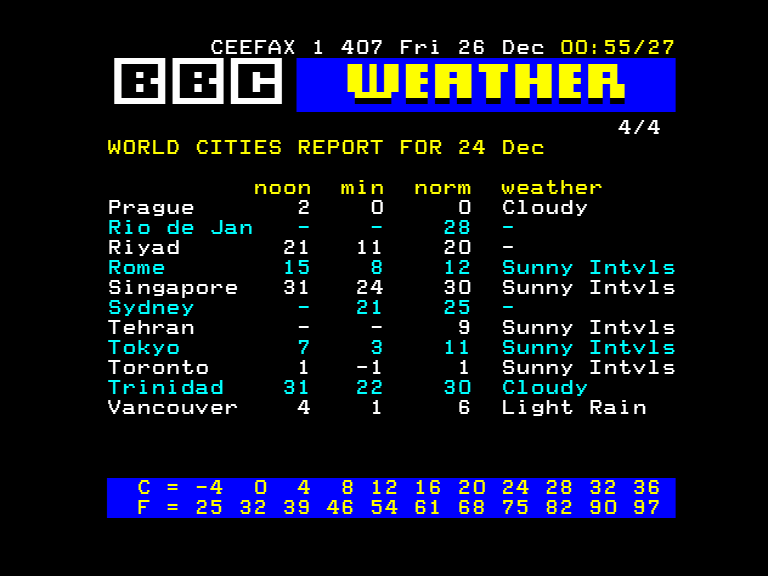 CEEFAX 1 407 Fri 26 Dec 00:55/27
BBC WEATHER
4/4
WORLD CITIES REPORT FOR 24 Dec
noon min norm weather
Prague 2 0 0 Cloudy
Rio de Jan - - 28 -
Riyad 21 11 20 -
Rome 15 8 12 Sunny Intvls
Singapore 31 24 30 Sunny Intvls
Sydney - 21 25 -
Tehran - - 9 Sunny Intvls
Tokyo 7 3 11 Sunny Intvls
Toronto 1 -1 1 Sunny Intvls
Trinidad 31 22 30 Cloudy
Vancouver 4 1 6 Light Rain
C = -4 0 4 8 12 16 20 24 28 32 36
F = 25 32 39 46 54 61 68 75 82 90 97